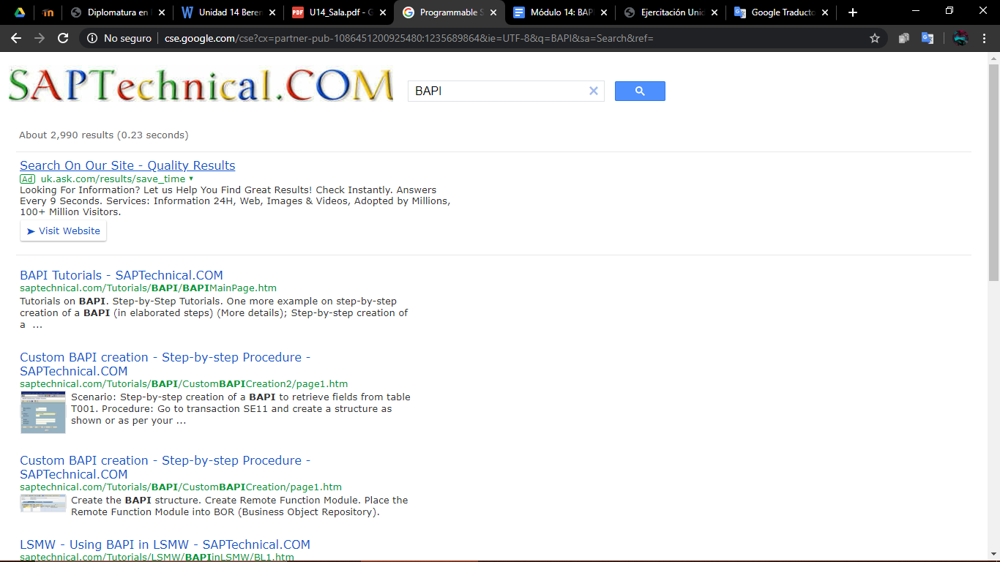 Diplomatura en
Unidad 14 Beren
U14_Sala.pdf - G
Programmable S
Módulo 14: BAP
Ejercitación Unid
Google Traducto
No seguro
cse.google.com/cse?cx=partner-pub-1086451200925480:1235689864&ie=UTF-8&q=BAPI&sa=Search&ref=
SAPTechnical.COM
BAPI
About 2,990 results (0.23 seconds)
Search On Our Site - Quality Results
Ad uk.ask.com/results/save_time
Looking For Information? Let us Help You Find Great Results! Check Instantly. Answers
Every 9 Seconds. Services: Information 24H, Web, Images & Videos, Adopted by Millions,
100+ Million Visitors.
Visit Website
BAPI Tutorials - SAPTechnical.COM
saptechnical.com/Tutorials/BAPI/BAPIMainPage.htm
Tutorials on BAPI. Step-by-Step Tutorials. One more example on step-by-step
creation of a BAPI (in elaborated steps) (More details); Step-by-step creation of
a ...
Custom BAPI creation - Step-by-step Procedure -
SAPTechnical.COM
saptechnical.com/Tutorials/BAPI/CustomBAPICreation2/page1.htm
Scenario: Step-by-step creation of a BAPI to retrieve fields from table
T001. Procedure: Go to transaction SE11 and create a structure as
shown or as per your ...
Custom BAPI creation - Step-by-step Procedure -
SAPTechnical.COM
saptechnical.com/Tutorials/BAPI/CustomBAPICreation/page1.htm
Create the BAPI structure. Create Remote Function Module. Place the
Remote Function Module into BOR (Business Object Repository).
LSMW - Using BAPI in LSMW - SAPTechnical.COM
saptechnical.com/Tutorials/LSMW/BAPIinLSMW/BL1.htm